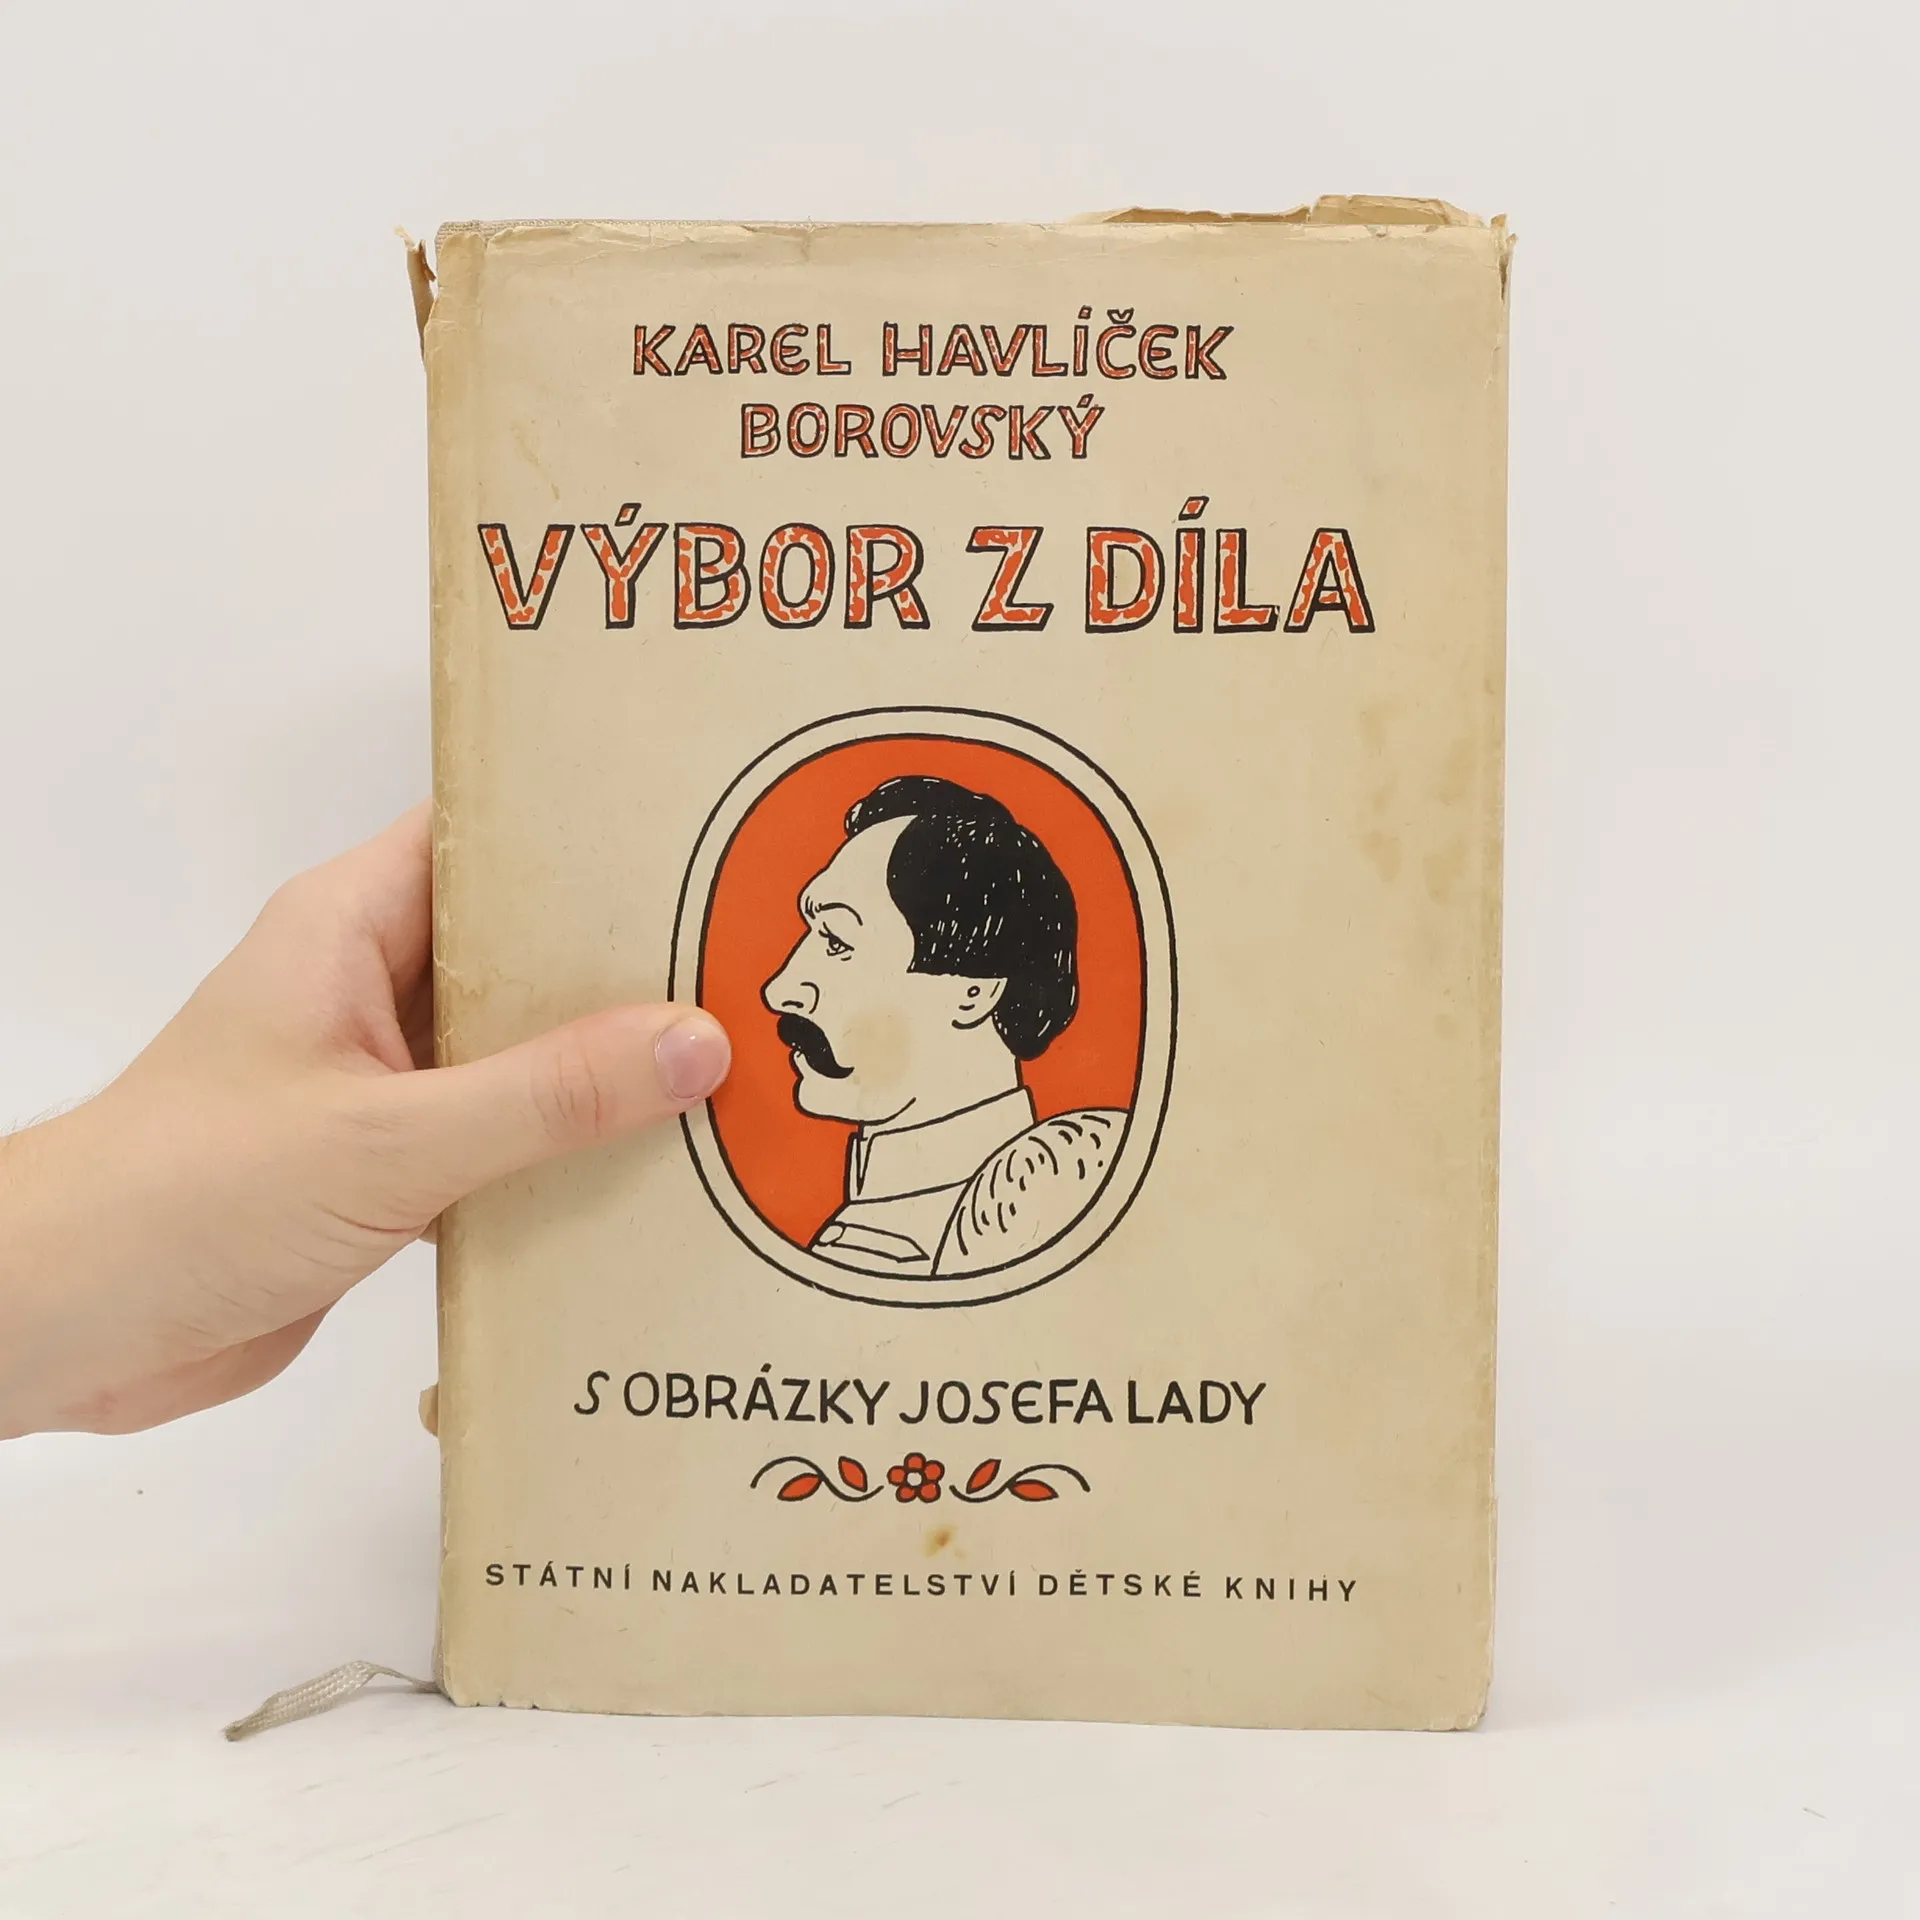 KAREL HAVLÍČEK
BOROVSKÝ
VÝBOR Z DÍLA
S OBRÁZKY JOSEFA LADY
STÁTNÍ NAKLADATELSTVÍ DĚTSKÉ KNIHY